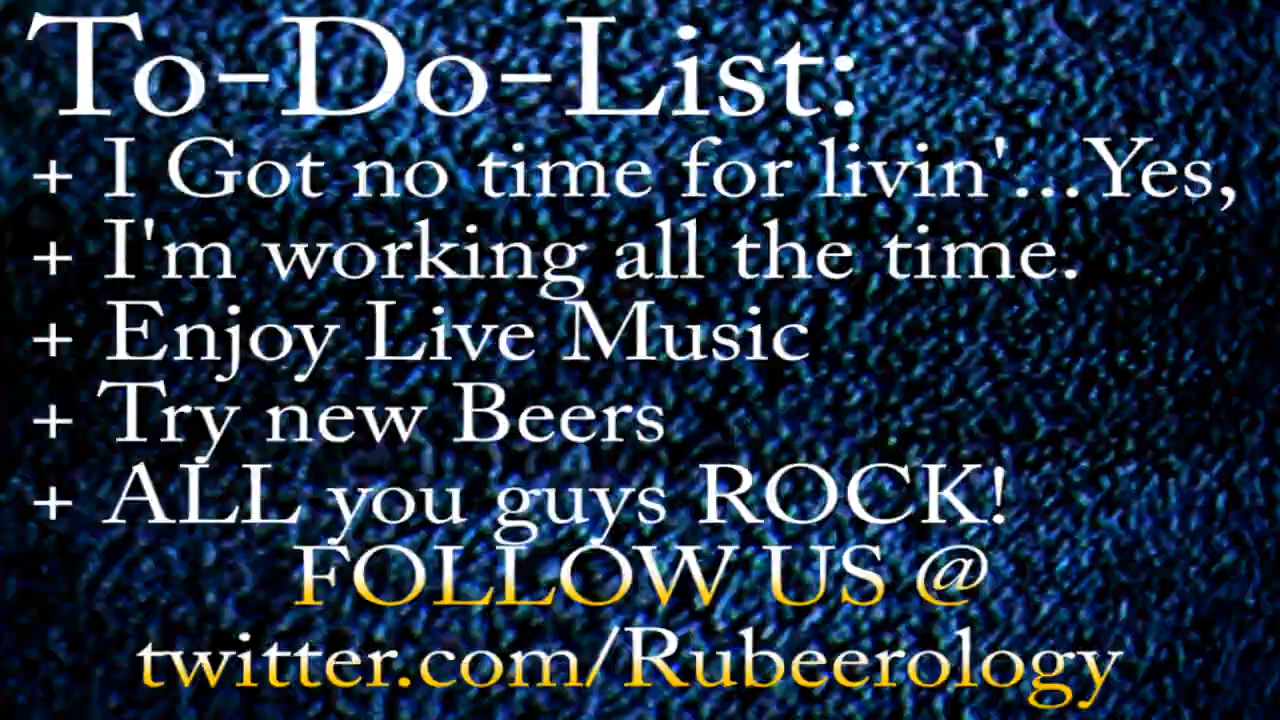 To-Do-List:
+ I Got no time for livin'...Yes,
+ I'm working all the time.
+ Enjoy Live Music
+ Try new Beers
+ ALL you guys ROCK!
FOLLOW US @
twitter.com/Rubeerology